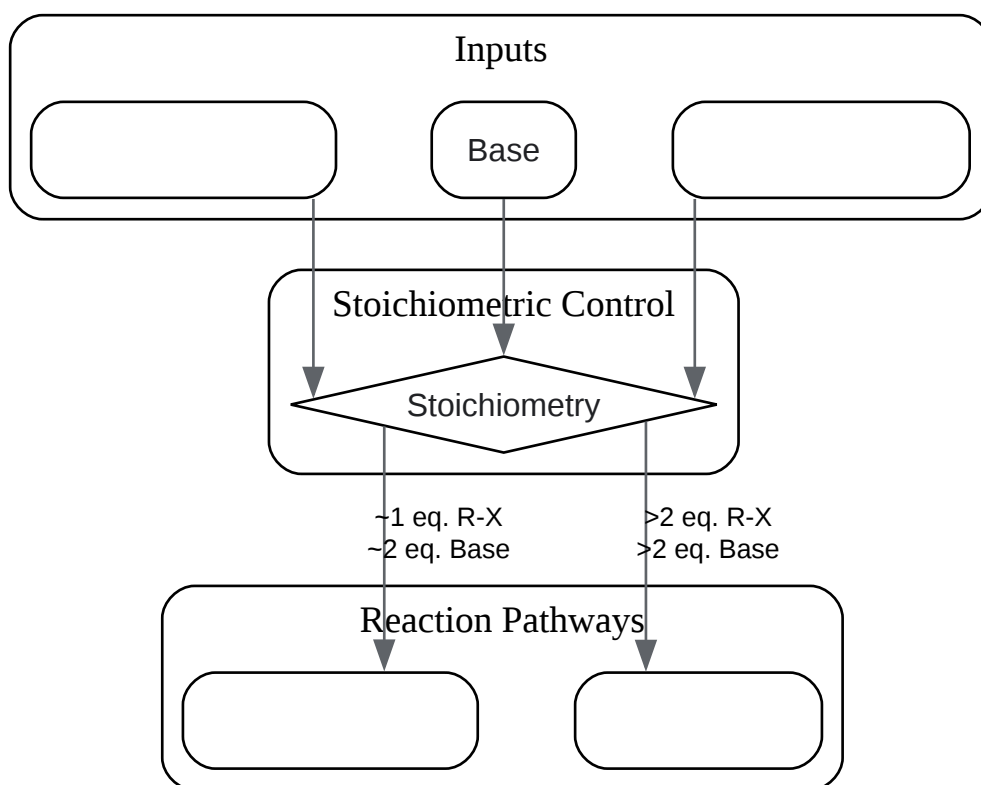 Inputs
Base
Stoichiometric Control
Stoichiometry
~1 eq. R-X
~2 eq. Base
>2 eq. R-X
>2 eq. Base
Reaction Pathways